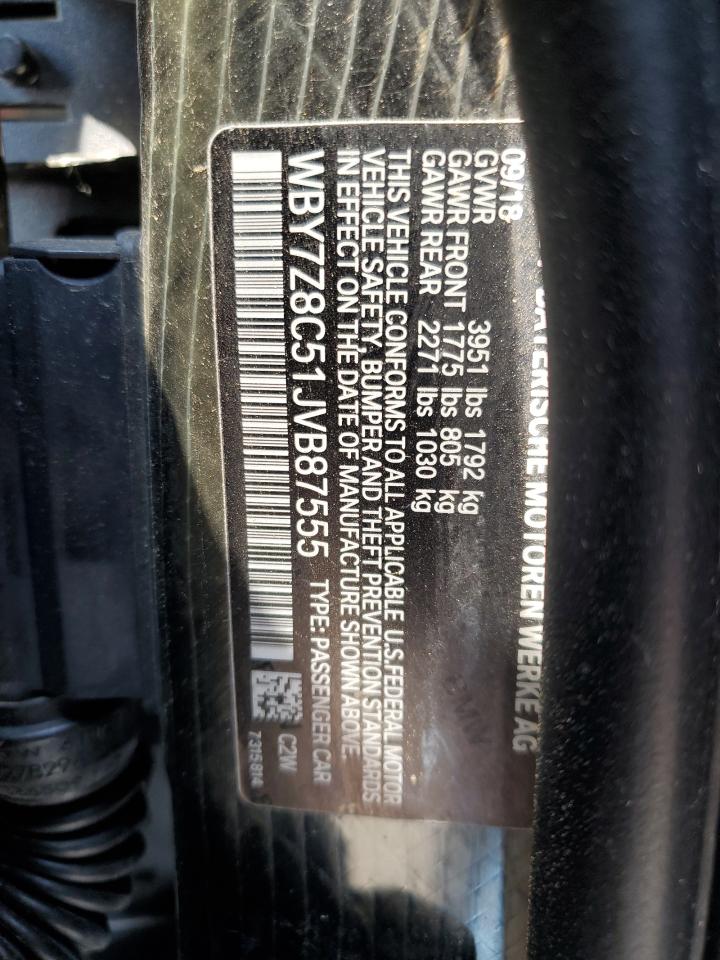 BAYERISCHE MOTOREN WERKE AG
09/18
GVWR 3951 lbs 1792 kg
GAWR FRONT 1775 lbs 805 kg
GAWR REAR 2271 lbs 1030 kg
THIS VEHICLE CONFORMS TO ALL APPLICABLE U.S.FEDERAL MOTOR
VEHICLE SAFETY, BUMPER AND THEFT PREVENTION STANDARDS
IN EFFECT ON THE DATE OF MANUFACTURE SHOWN ABOVE.
WBY7Z8C51JVB87555 TYPE: PASSENGER CAR
C2W
BMW